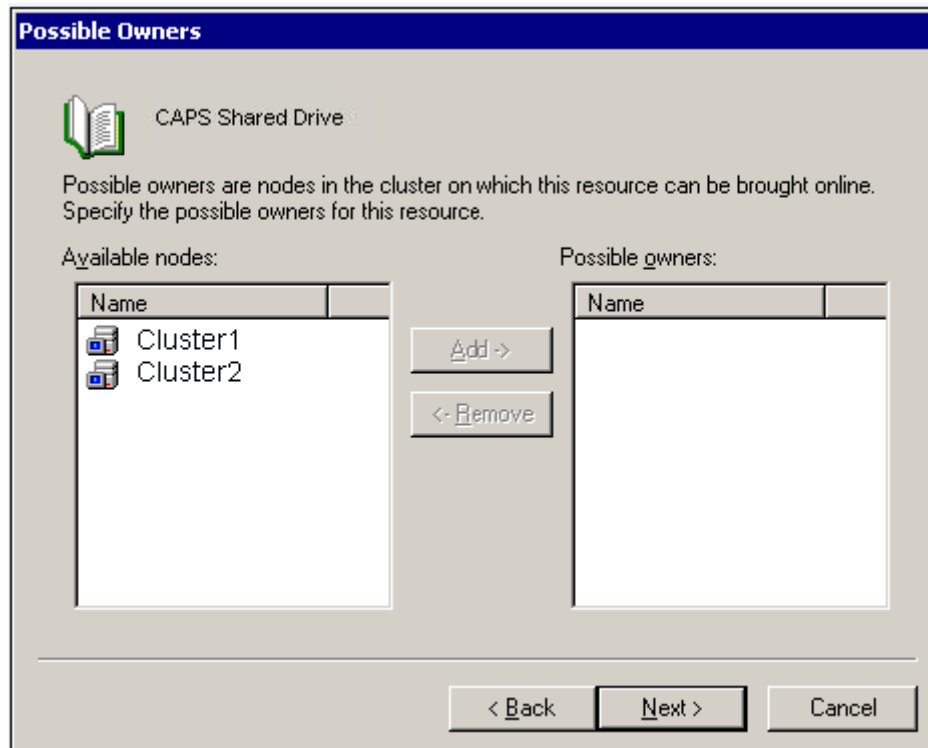 Possible Owners
CAPS Shared Drive
Possible owners are nodes in the cluster on which this resource can be brought online.
Specify the possible owners for this resource.
Available nodes:
Possible owners:
Name
Name
Cluster1
Cluster2
Add ->
<- Remove
< Back
Next >
Cancel